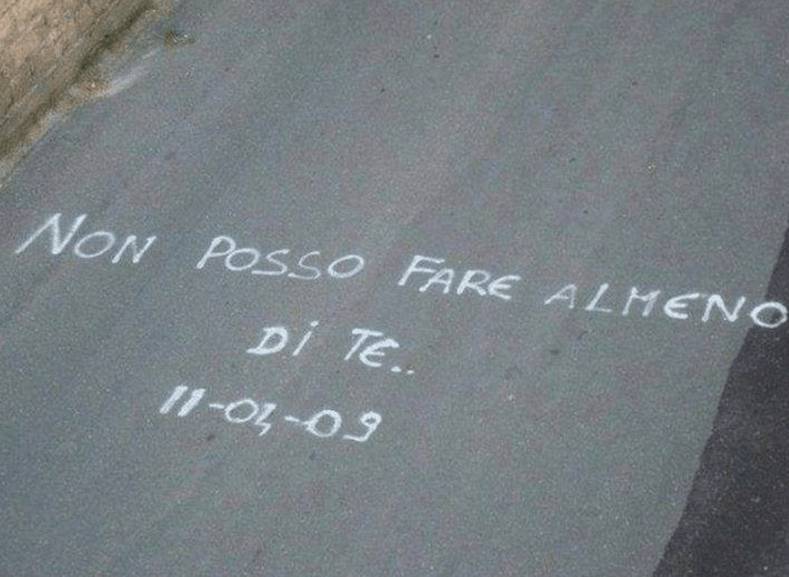 NON POSSO FARE ALMENO
Di TE..
11-04-09